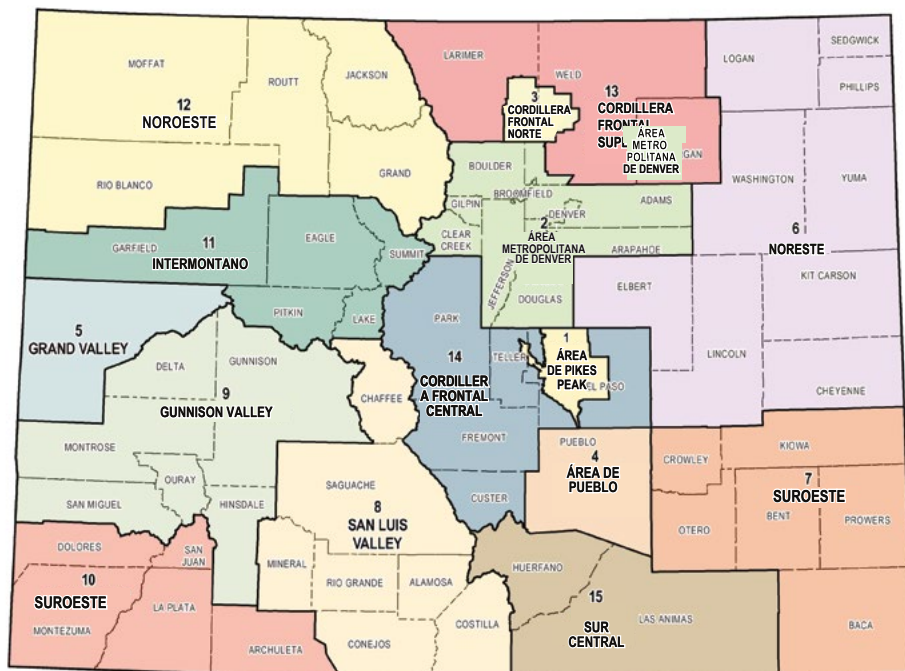 MOFFAT
ROUTT
JACKSON
LARIMER
WELD
LOGAN
SEDGWICK
PHILLIPS
12
NOROESTE
3
CORDILLERA
FRONTAL
NORTE
13
CORDILLERA
FRONTAL
ÁREA
METRO
POLITANA
DE DENVER
RIO BLANCO
GRAND
BOULDER
BROOMFIELD
GILPIN
DENVER
ADAMS
WASHINGTON
YUMA
CLEAR
CREEK
2
ÁREA
METROPOLITANA
DE DENVER
ARAPAHOE
6
NORESTE
GARFIELD
11
INTERMONTANO
EAGLE
SUMMIT
JEFFERSON
DOUGLAS
ELBERT
KIT CARSON
PITKIN
LAKE
PARK
5
GRAND VALLEY
DELTA
GUNNISON
14
CORDILLER
A FRONTAL
CENTRAL
TELLER
1
ÁREA
DE PIKES
PEAK
EL PASO
LINCOLN
CHEYENNE
9
GUNNISON VALLEY
CHAFFEE
MONTROSE
FREMONT
PUEBLO
4
ÁREA DE
PUEBLO
CROWLEY
KIOWA
OURAY
SAN MIGUEL
HINSDALE
SAGUACHE
CUSTER
8
SAN LUIS
VALLEY
7
SUROESTE
OTERO
BENT
PROWERS
DOLORES
SAN
JUAN
MINERAL
RIO GRANDE
ALAMOSA
HUERFANO
10
SUROESTE
MONTEZUMA
LA PLATA
ARCHULETA
CONEJOS
COSTILLA
15
SUR
CENTRAL
LAS ANIMAS
BACA